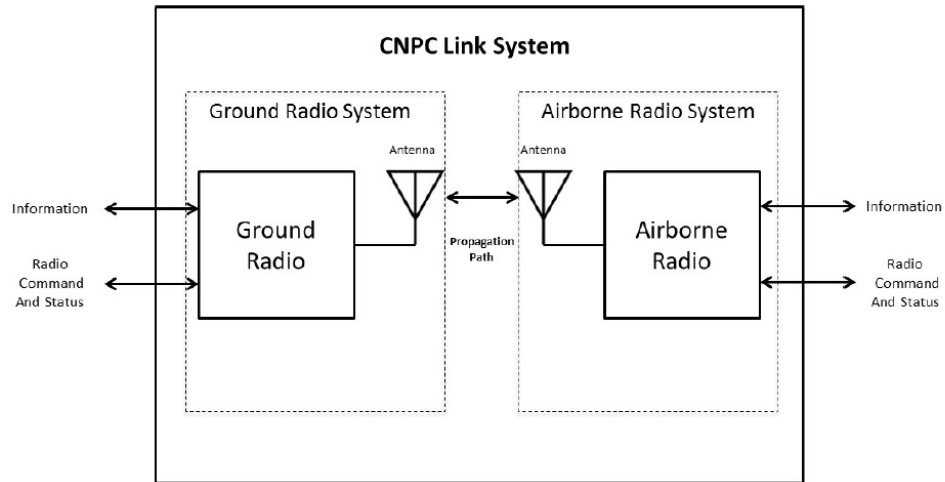 CNPC Link System
Ground Radio System
Airborne Radio System
Antenna
Antenna
Information
Ground
Radio
Propagation
Path
Airborne
Radio
Information
Radio
Command
And Status
Radio
Command
And Status